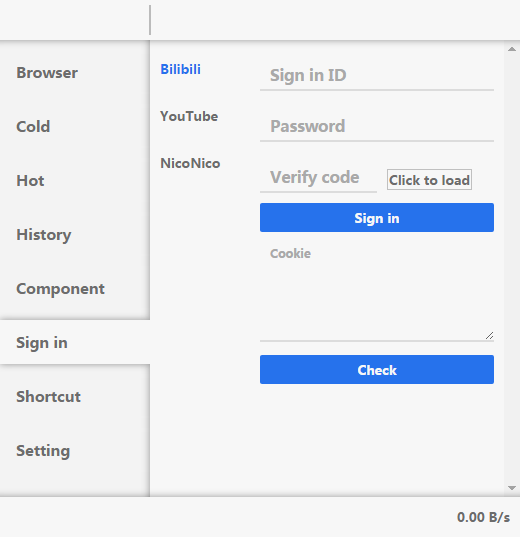 Browser
Cold
Hot
History
Component
Sign in
Shortcut
Setting
Bilibili
YouTube
NicoNico
Sign in ID
Password
Verify code
Click to load
Sign in
Cookie
Check
0.00 B/s